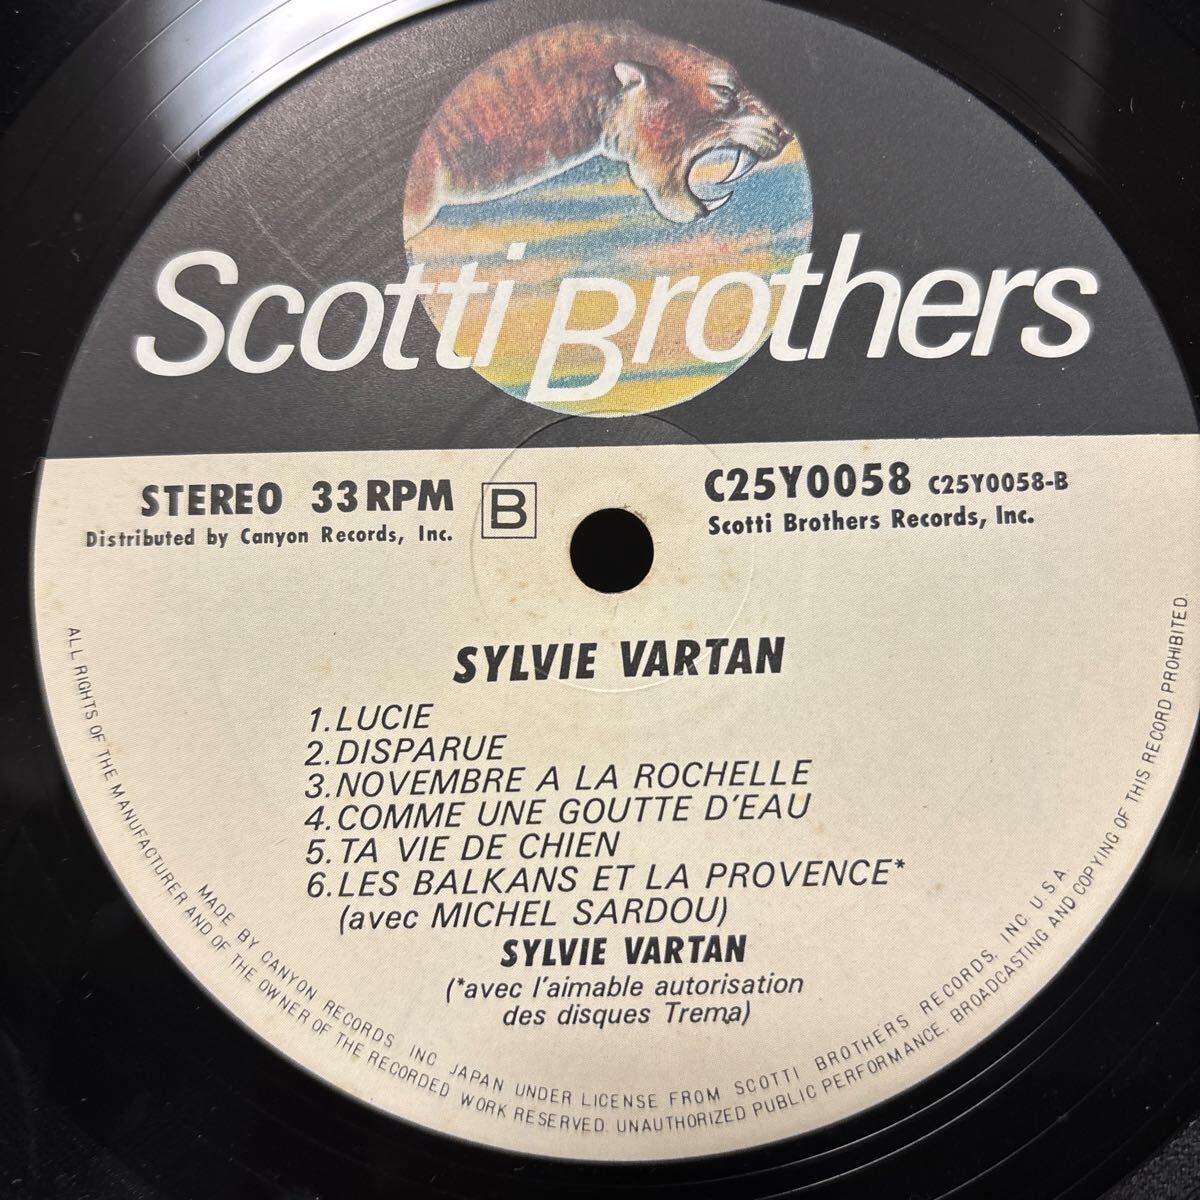 Scotti Brothers
STEREO 33 RPM
Distributed by Canyon Records, Inc.
B
C25Y0058 C25Y0058-B
Scotti Brothers Records, Inc.
SYLVIE VARTAN
1. LUCIE
2. DISPARUE
3. NOVEMBRE A LA ROCHELLE
4. COMME UNE GOUTTE D'EAU
5. TA VIE DE CHIEN
6. LES BALKANS ET LA PROVENCE*
(avec MICHEL SARDOU)
SYLVIE VARTAN
(*avec l'aimable autorisation
des disques Trema)
MADE BY CANYON RECORDS INC JAPAN UNDER LICENSE FROM SCOTTI BROTHERS RECORDS, INC U.S.A
ALL RIGHTS OF THE MANUFACTURER AND OF THE OWNER OF THE RECORDED WORK RESERVED. UNAUTHORIZED PUBLIC PERFORMANCE, BROADCASTING AND COPYING OF THIS RECORD PROHIBITED.